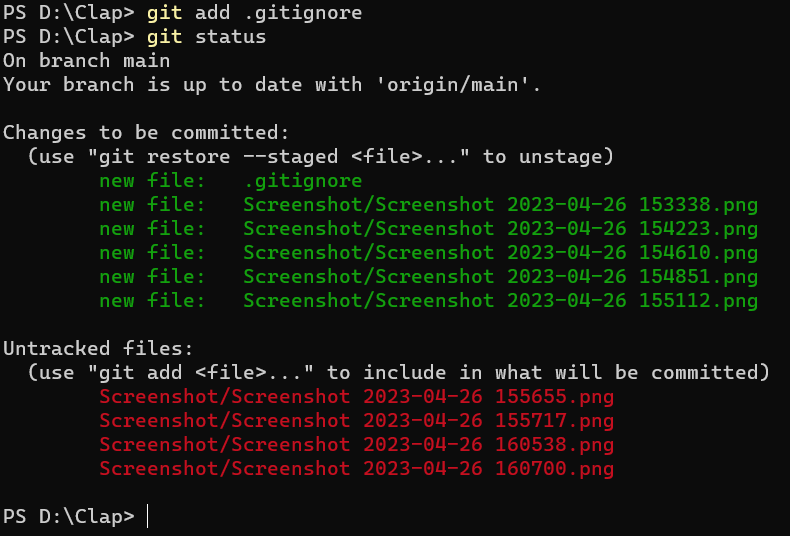 PS D:\Clap> git add .gitignore
PS D:\Clap> git status
On branch main
Your branch is up to date with 'origin/main'.
Changes to be committed:
(use "git restore --staged <file>..." to unstage)
new file: .gitignore
new file: Screenshot/Screenshot 2023-04-26 153338.png
new file: Screenshot/Screenshot 2023-04-26 154223.png
new file: Screenshot/Screenshot 2023-04-26 154610.png
new file: Screenshot/Screenshot 2023-04-26 154851.png
new file: Screenshot/Screenshot 2023-04-26 155112.png
Untracked files:
(use "git add <file>..." to include in what will be committed)
Screenshot/Screenshot 2023-04-26 155655.png
Screenshot/Screenshot 2023-04-26 155717.png
Screenshot/Screenshot 2023-04-26 160538.png
Screenshot/Screenshot 2023-04-26 160700.png
PS D:\Clap>